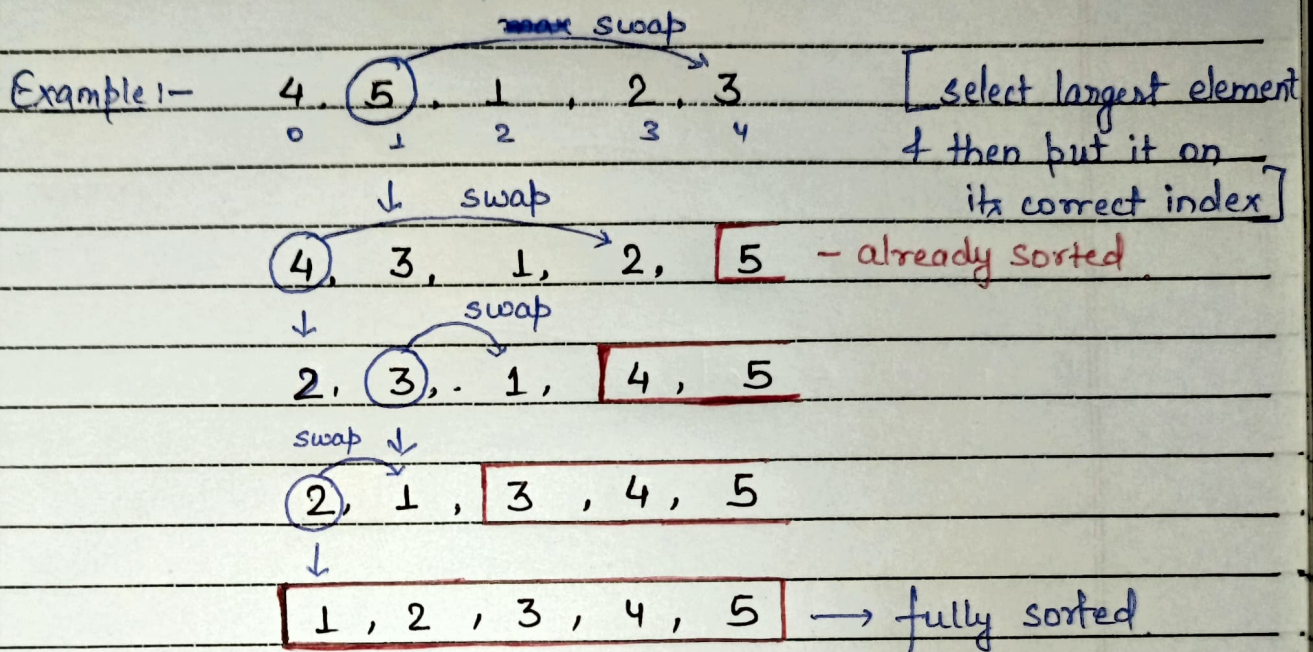 swap
Example:- 4, 5, 1, 2, 3 [select largest element
0 1 2 3 4 & then put it on
its correct index]
↓ swap
4, 3, 1, 2, 5 - already sorted.
swap
↓
2, 3, 1, 4, 5
swap ↓
2, 1, 3, 4, 5
↓
1, 2, 3, 4, 5 → fully sorted.